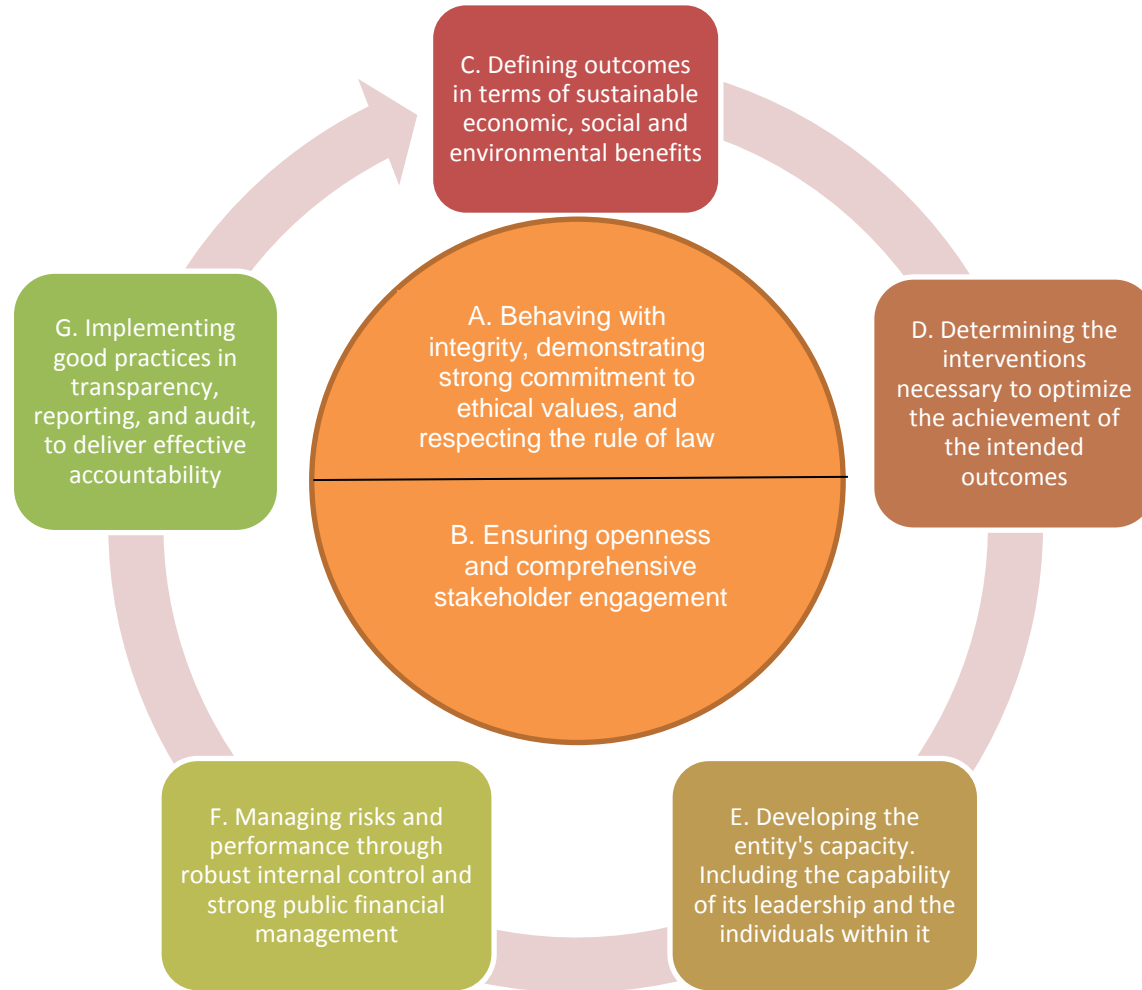 C. Defining outcomes
in terms of sustainable
economic, social and
environmental benefits
A. Behaving with
integrity, demonstrating
strong commitment to
ethical values, and
respecting the rule of law
B. Ensuring openness
and comprehensive
stakeholder engagement
D. Determining the
interventions
necessary to optimize
the achievement of
the intended
outcomes
E. Developing the
entity's capacity.
Including the capability
of its leadership and the
individuals within it
F. Managing risks and
performance through
robust internal control and
strong public financial
management
G. Implementing
good practices in
transparency,
reporting, and audit,
to deliver effective
accountability